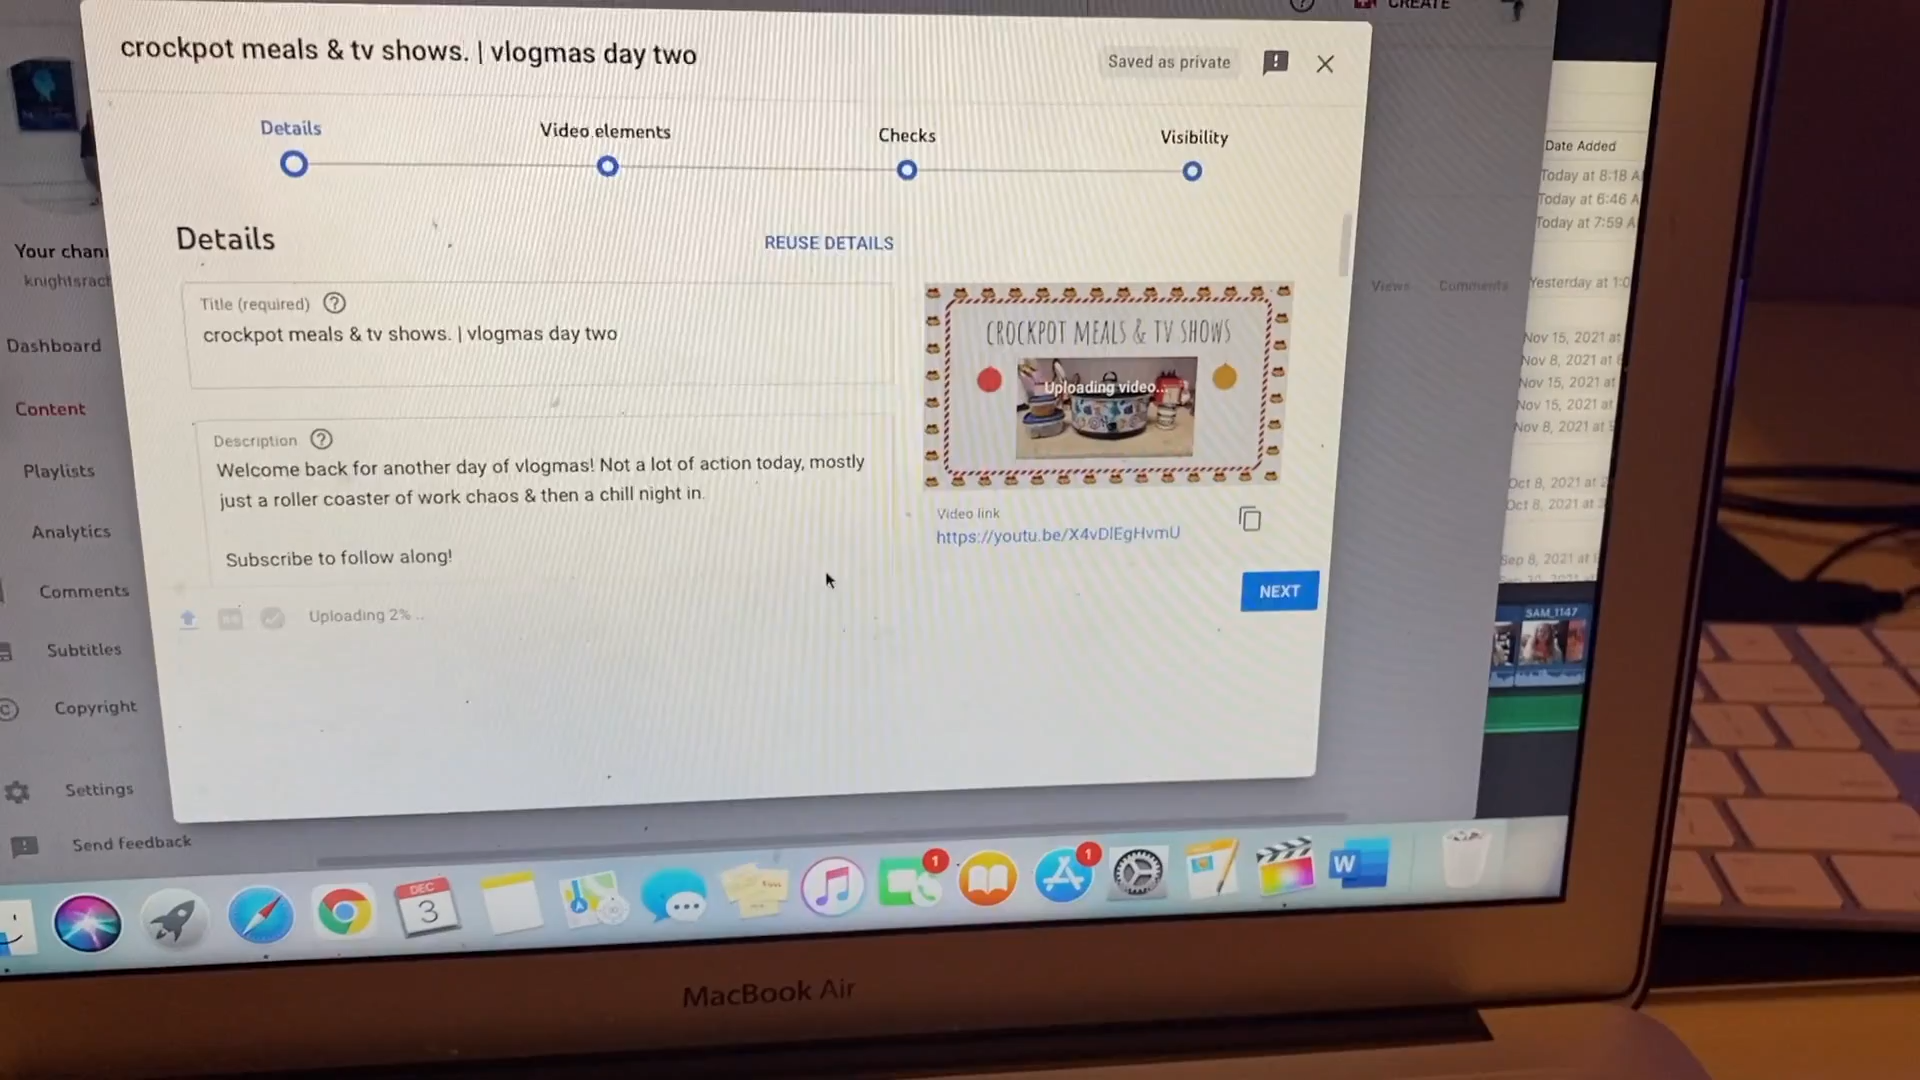 CREATE
crockpot meals & tv shows. | vlogmas day two
Saved as private
Details
Video elements
Checks
Visibility
Details
REUSE DETAILS
Title (required)
crockpot meals & tv shows. | vlogmas day two
Description
Welcome back for another day of vlogmas! Not a lot of action today, mostly
just a roller coaster of work chaos & then a chill night in.
Subscribe to follow along!
Uploading 2% ..
CROCKPOT MEALS & TV SHOWS
Uploading video...
Video link
https://youtu.be/X4vDlEgHvmU
NEXT
Your chan
knightsrach
Dashboard
Content
Playlists
Analytics
Comments
Subtitles
Copyright
Settings
Send feedback
Views
Comments
Date Added
Today at 8:18 A
Today at 6:46 A
Today at 7:59 A
Yesterday at 1:0
Nov 15, 2021 at
Nov 8, 2021 at
Nov 15, 2021 at
Nov 15, 2021 at
Nov 8, 2021 at
Oct 8, 2021 at
Oct 8, 2021 at
Sep 8, 2021 at
SAM_1147
DEC
3
1
1
W
MacBook Air